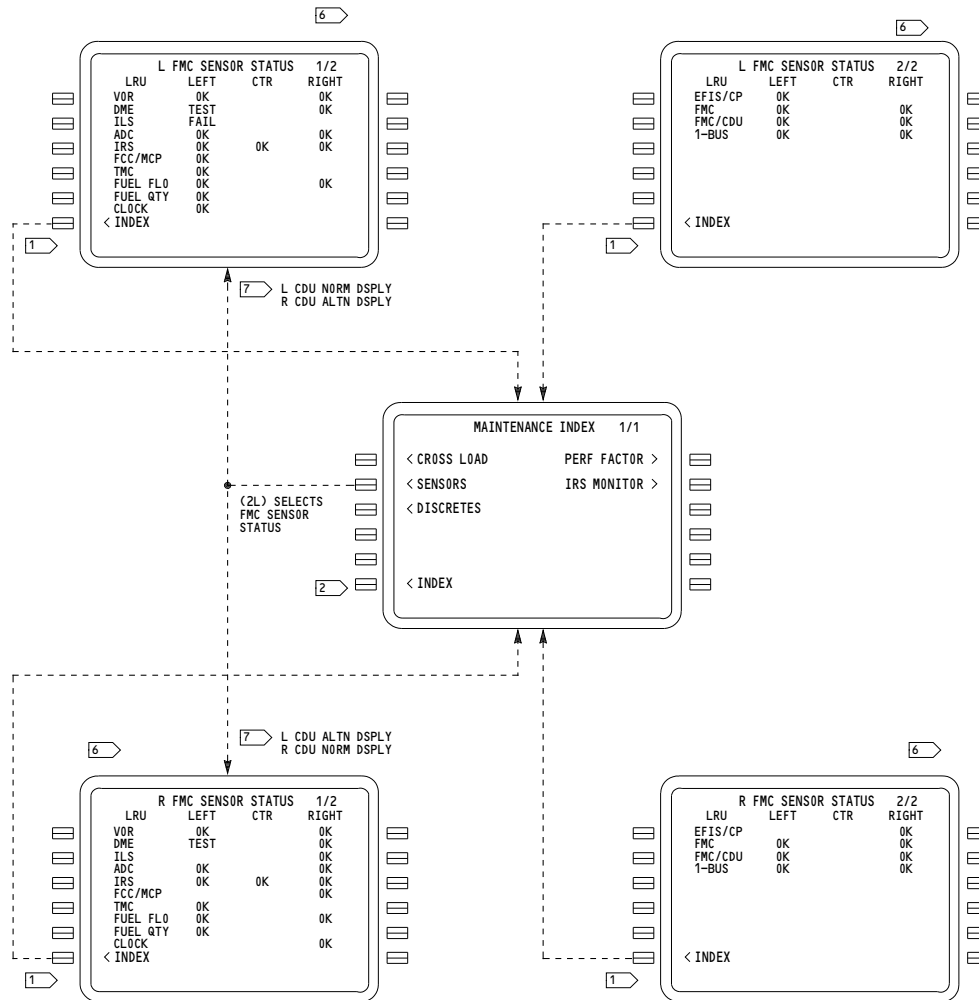 6
L FMC SENSOR STATUS 1/2
LRU LEFT CTR RIGHT
VOR OK OK
DME TEST OK
ILS FAIL
ADC OK OK
IRS OK OK OK
FCC/MCP OK
TMC OK
FUEL FLO OK OK
FUEL QTY OK
CLOCK OK
< INDEX
1
6
L FMC SENSOR STATUS 2/2
LRU LEFT CTR RIGHT
EFIS/CP OK
FMC OK OK
FMC/CDU OK OK
1-BUS OK OK
< INDEX
1
7 L CDU NORM DSPLY
R CDU ALTN DSPLY
MAINTENANCE INDEX 1/1
< CROSS LOAD PERF FACTOR >
< SENSORS IRS MONITOR >
< DISCRETES
< INDEX
(2L) SELECTS
FMC SENSOR
STATUS
2
7 L CDU ALTN DSPLY
R CDU NORM DSPLY
6
R FMC SENSOR STATUS 1/2
LRU LEFT CTR RIGHT
VOR OK OK
DME TEST OK
ILS OK
ADC OK OK
IRS OK OK OK
FCC/MCP OK
TMC OK
FUEL FLO OK OK
FUEL QTY OK
CLOCK OK
< INDEX
1
6
R FMC SENSOR STATUS 2/2
LRU LEFT CTR RIGHT
EFIS/CP OK
FMC OK OK
FMC/CDU OK OK
1-BUS OK OK
< INDEX
1